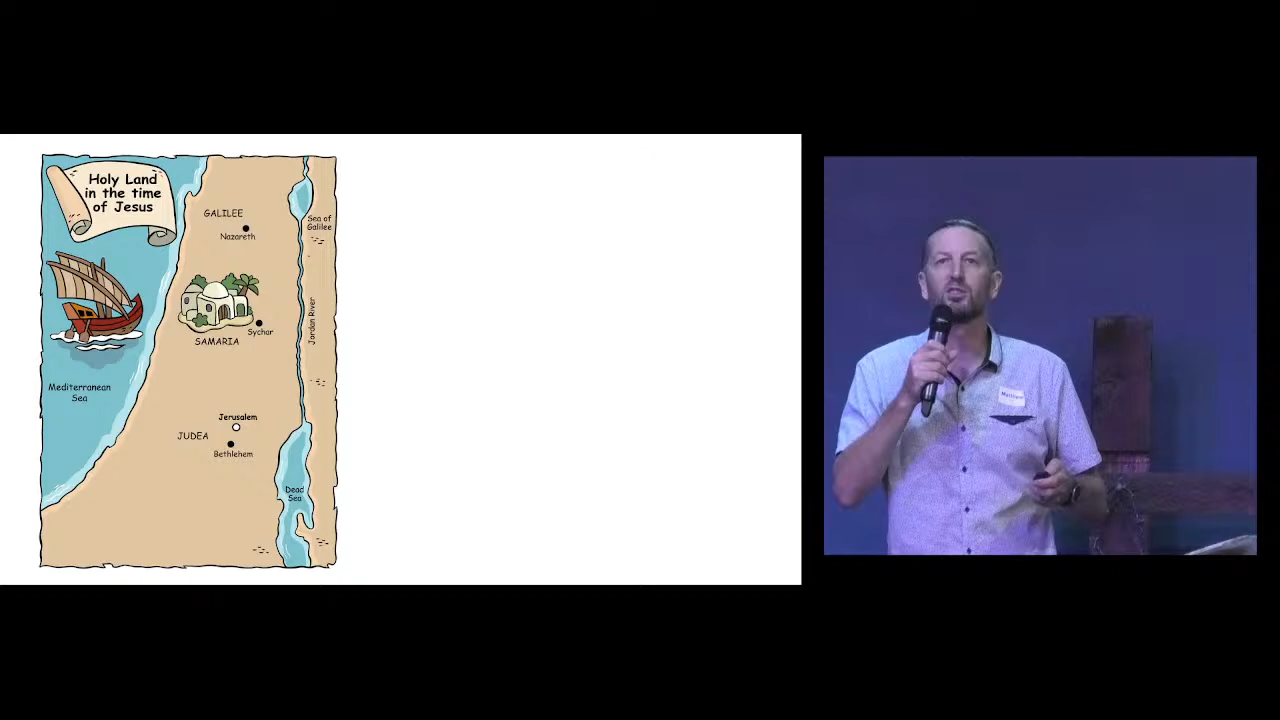 Holy Land
in the time
of Jesus
GALILEE
Nazareth
Sea of
Galilee
Jordan River
Sychar
SAMARIA
Mediterranean
Sea
Jerusalem
JUDEA
Bethlehem
Dead
Sea
Matthew